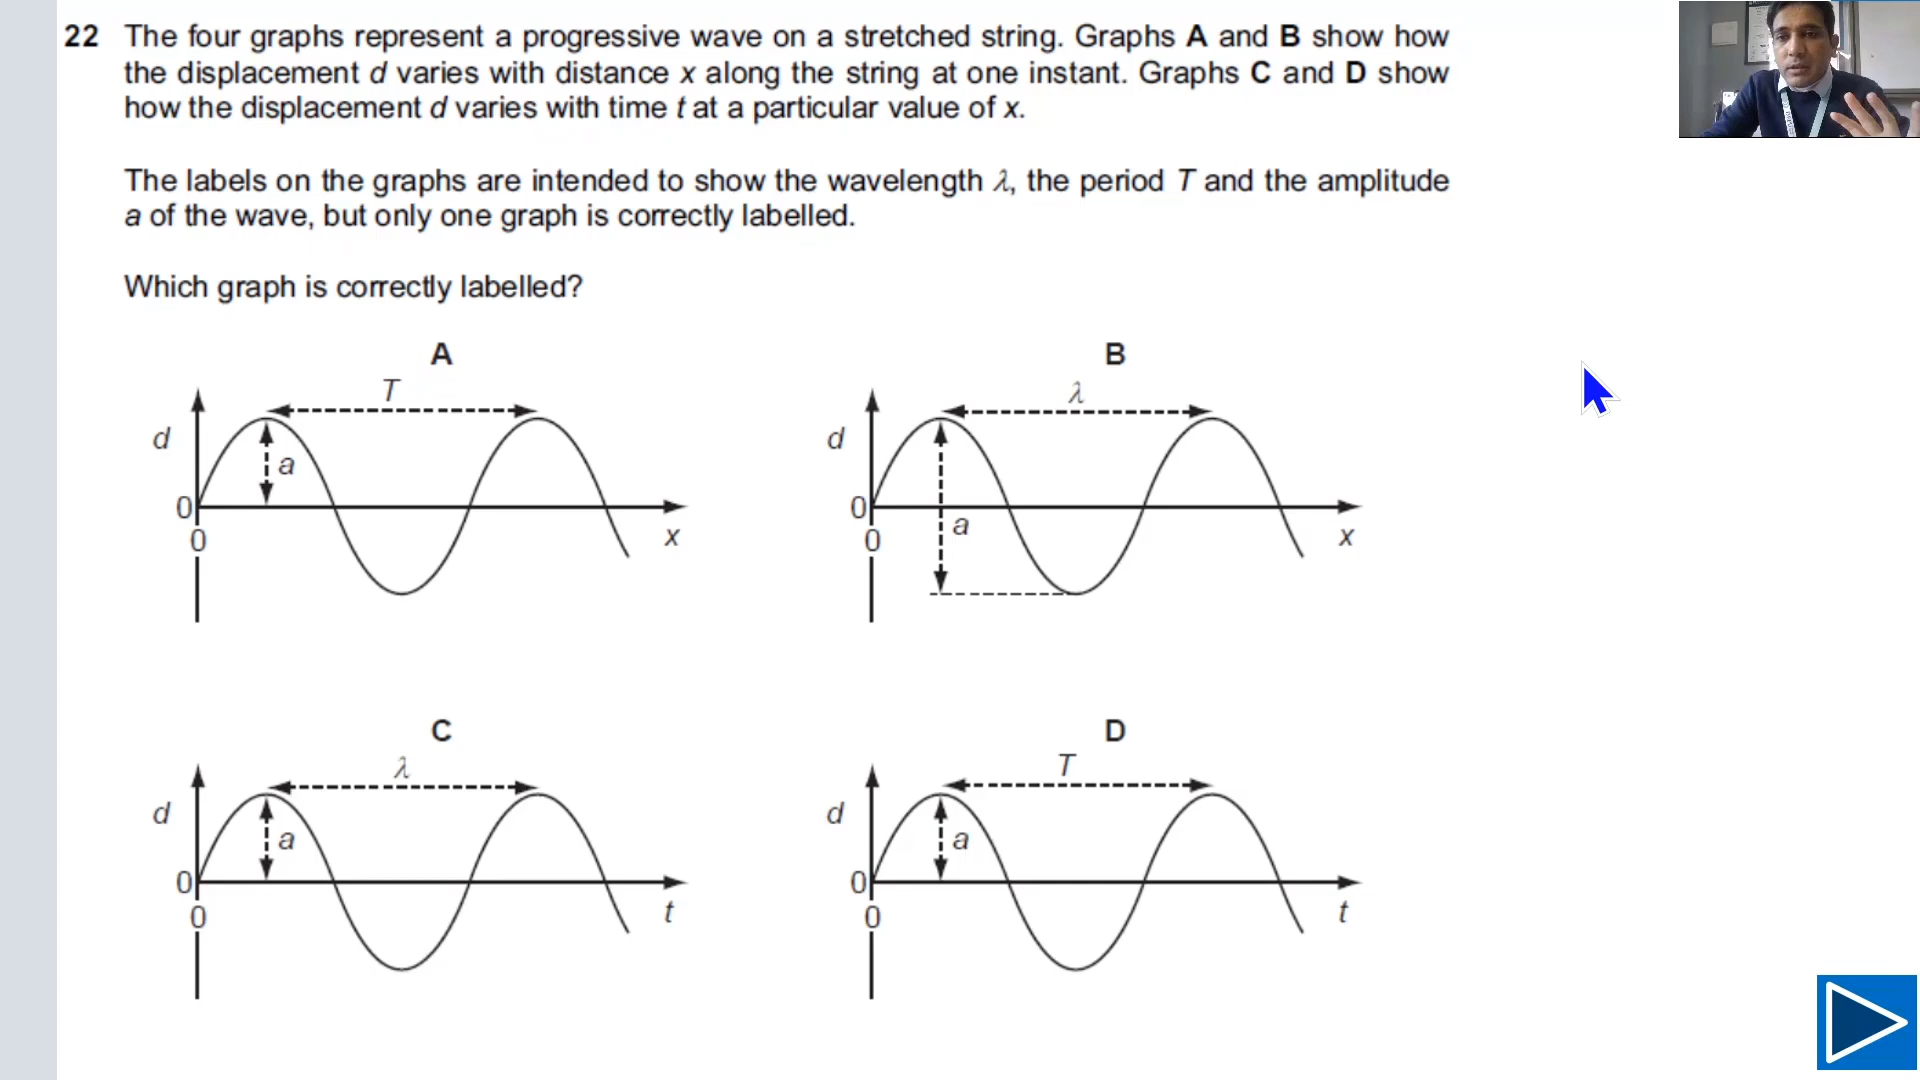 22 The four graphs represent a progressive wave on a stretched string. Graphs A and B show how
the displacement d varies with distance x along the string at one instant. Graphs C and D show
how the displacement d varies with time t at a particular value of x.
The labels on the graphs are intended to show the wavelength λ, the period T and the amplitude
a of the wave, but only one graph is correctly labelled.
Which graph is correctly labelled?
A
T
d
a
0
0
x
B
λ
d
a
0
0
x
C
λ
d
a
0
0
t
D
T
d
a
0
0
t